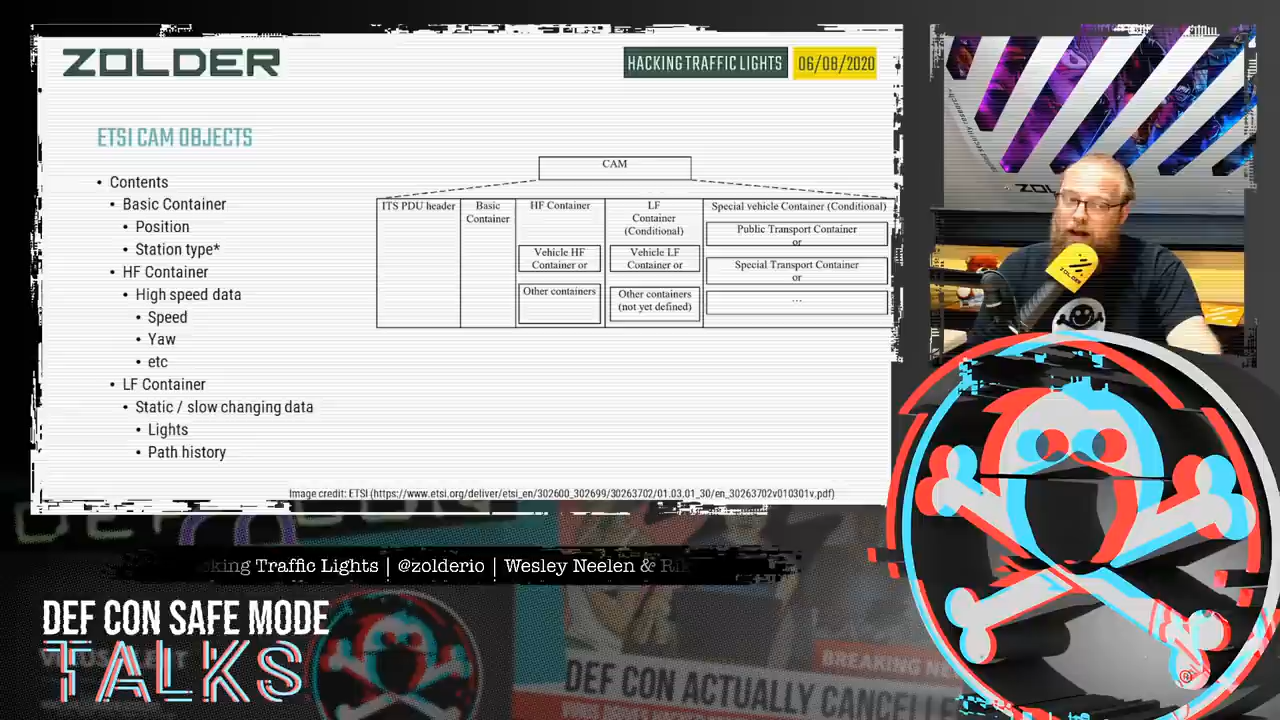 ZOLDER
HACKING TRAFFIC LIGHTS
06/08/2020
ETSI CAM OBJECTS
• Contents
• Basic Container
• Position
• Station type*
• HF Container
• High speed data
• Speed
• Yaw
• etc
• LF Container
• Static / slow changing data
• Lights
• Path history
CAM
ITS PDU header
Basic
Container
HF Container
Vehicle HF
Container or
Other containers
LF
Container
(Conditional)
Vehicle LF
Container or
Other containers
(not yet defined)
Special vehicle Container (Conditional)
Public Transport Container
or
Special Transport Container
or
...
Image credit: ETSI (https://www.etsi.org/deliver/etsi_en/302600_302699/30263702/01.03.01_30/en_30263702v010301v.pdf)
ZOLDER
king Traffic Lights | @zolderio | Wesley Neelen & Rik
DEF CON SAFE MODE
TALKS
DEF CON
BREAKING NE
DEF CON ACTUALLY CANCELLE
®